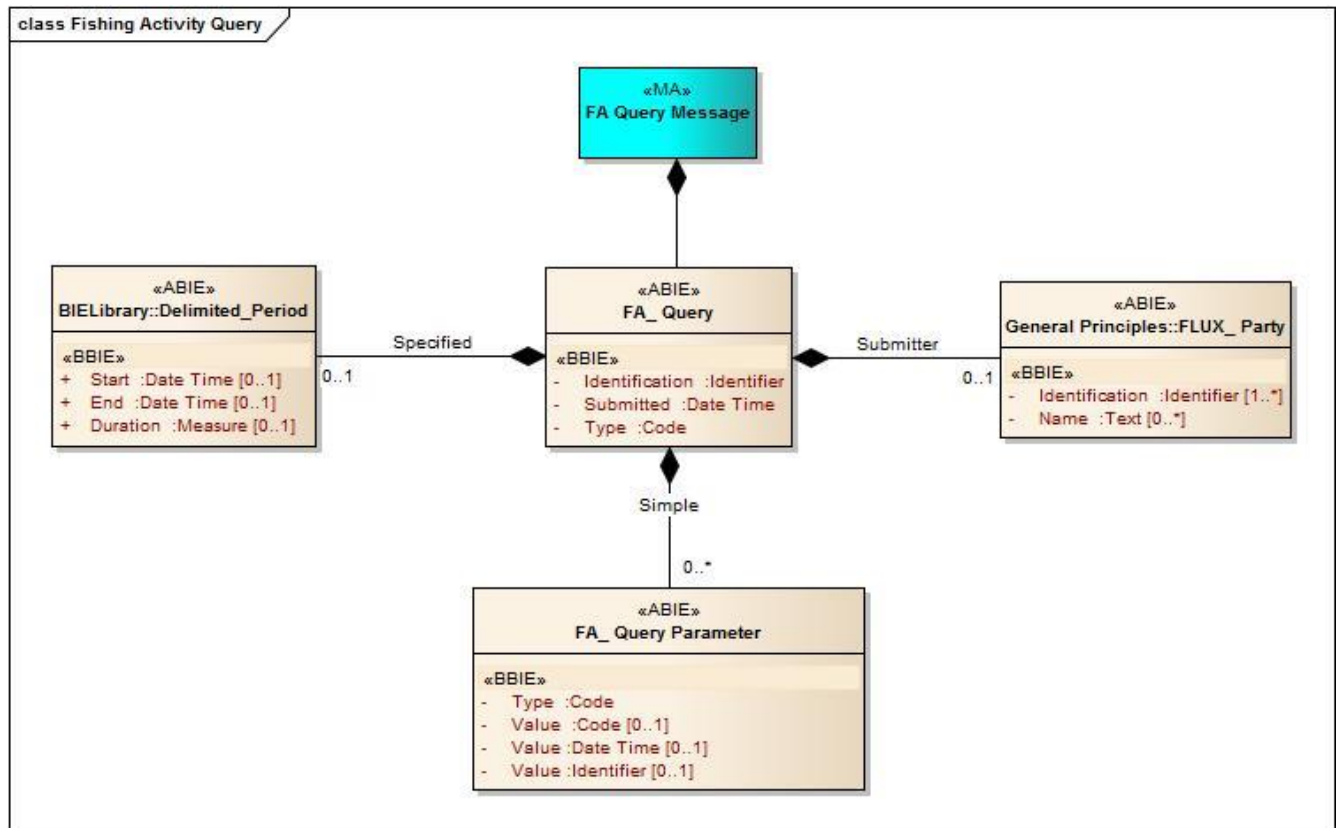 class Fishing Activity Query
«MA»
FA Query Message
«ABIE»
BIELibrary::Delimited_Period
«BBIE»
+ Start :Date Time [0..1]
+ End :Date Time [0..1]
+ Duration :Measure [0..1]
Specified
0..1
«ABIE»
FA_ Query
«BBIE»
- Identification :Identifier
- Submitted :Date Time
- Type :Code
Submitter
0..1
«ABIE»
General Principles::FLUX_ Party
«BBIE»
- Identification :Identifier [1..*]
- Name :Text [0..*]
Simple
0..*
«ABIE»
FA_ Query Parameter
«BBIE»
- Type :Code
- Value :Code [0..1]
- Value :Date Time [0..1]
- Value :Identifier [0..1]